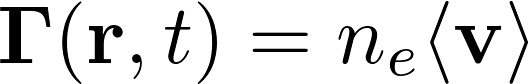 𝚪(𝐫, t) = nₑ⟨𝐯⟩